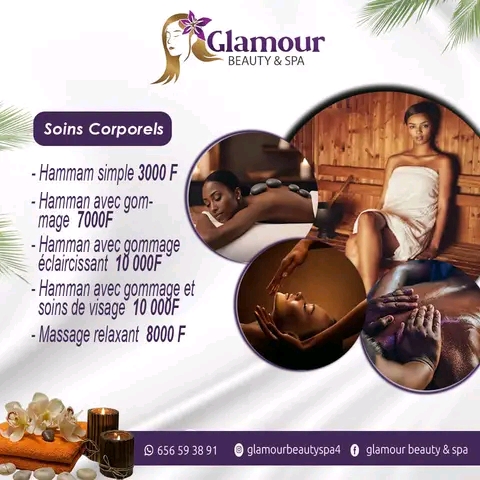 Glamour
BEAUTY & SPA
Soins Corporels
- Hammam simple 3000 F
- Hamman avec gom-
mage 7000F
- Hamman avec gommage
éclaircissant 10 000F
- Hamman avec gommage et
soins de visage 10 000F
- Massage relaxant 8000 F
656 59 38 91 glamourbeautyspa4 glamour beauty & spa